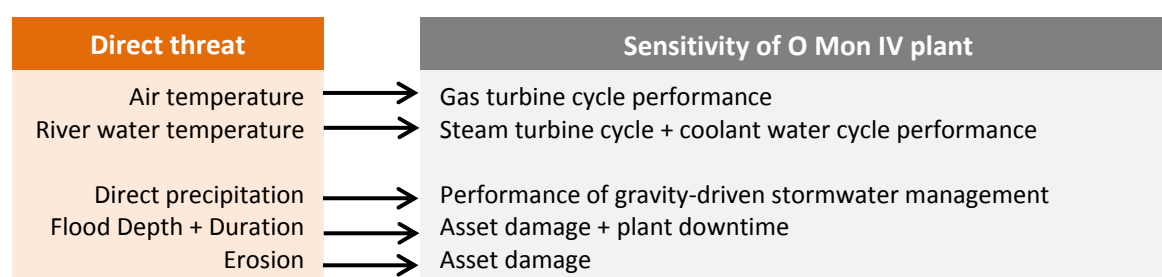 Direct threat Sensitivity of O Mon IV plant
Air temperature Gas turbine cycle performance
River water temperature Steam turbine cycle + coolant water cycle performance
Direct precipitation Performance of gravity-driven stormwater management
Flood Depth + Duration Asset damage + plant downtime
Erosion Asset damage